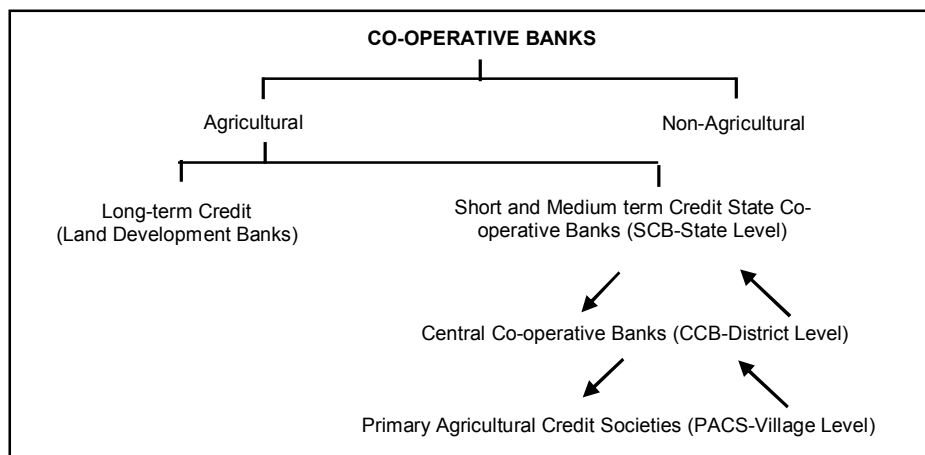 CO-OPERATIVE BANKS
Agricultural
Non-Agricultural
Long-term Credit
(Land Development Banks)
Short and Medium term Credit State Co-
operative Banks (SCB-State Level)
Central Co-operative Banks (CCB-District Level)
Primary Agricultural Credit Societies (PACS-Village Level)